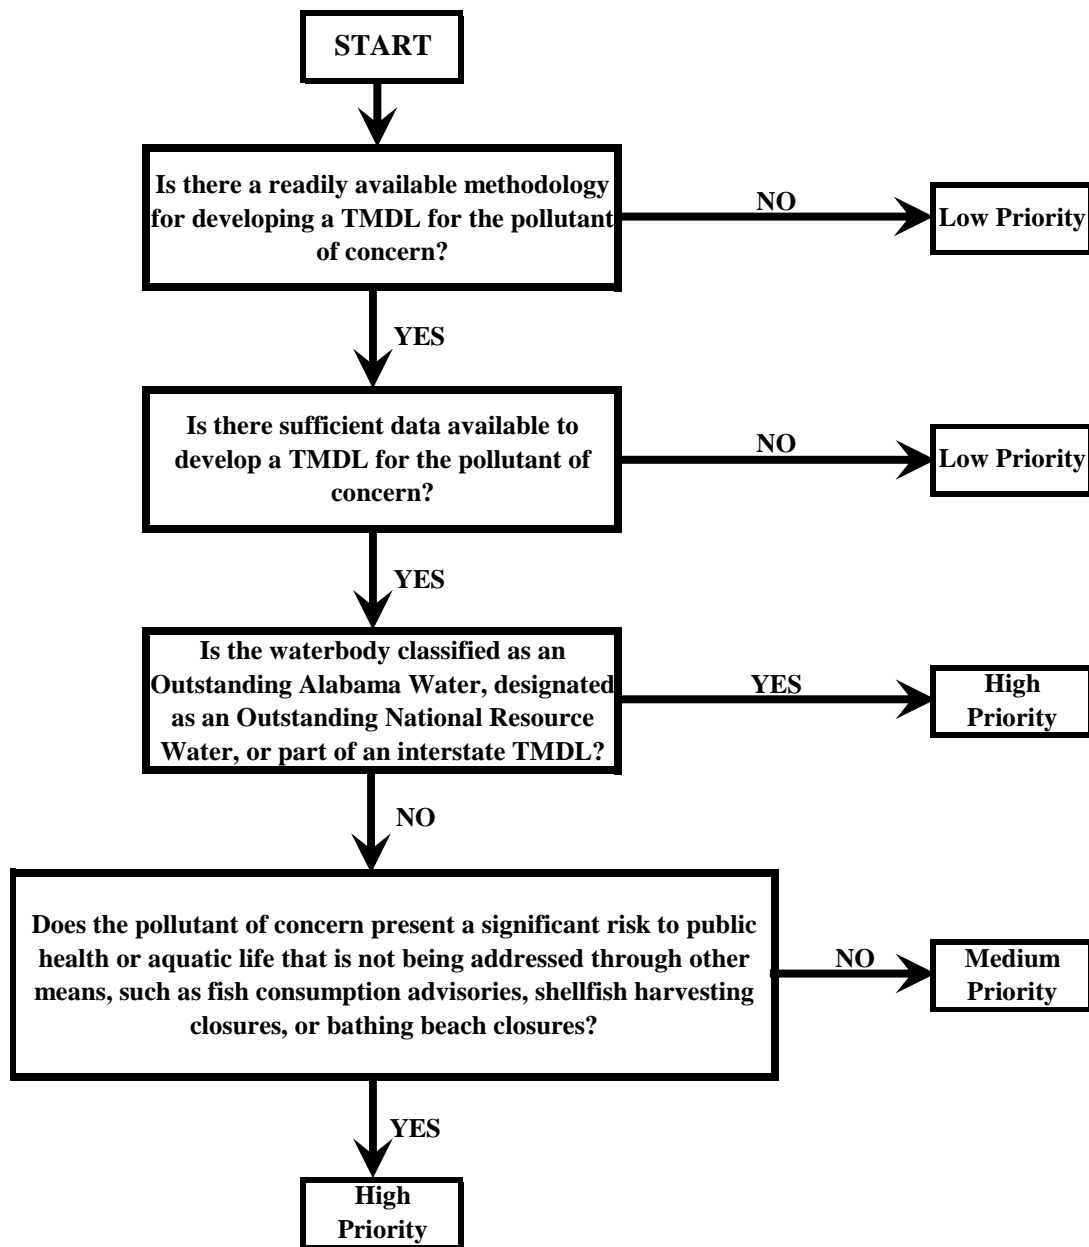 START
Is there a readily available methodology
for developing a TMDL for the pollutant
of concern?
NO
Low Priority
YES
Is there sufficient data available to
develop a TMDL for the pollutant of
concern?
NO
Low Priority
YES
Is the waterbody classified as an
Outstanding Alabama Water, designated
as an Outstanding National Resource
Water, or part of an interstate TMDL?
YES
High
Priority
NO
Does the pollutant of concern present a significant risk to public
health or aquatic life that is not being addressed through other
means, such as fish consumption advisories, shellfish harvesting
closures, or bathing beach closures?
NO
Medium
Priority
YES
High
Priority